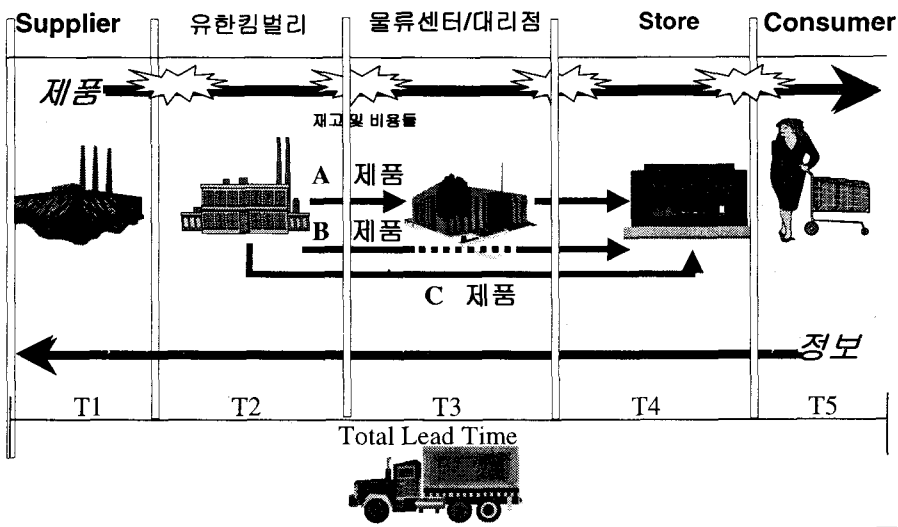 Supplier 유한킴벌리 물류센터/대리점 Store Consumer
제품
재고 및 비용들
A 제품
B 제품
C 제품
정보
T1 T2 T3 T4 T5
Total Lead Time